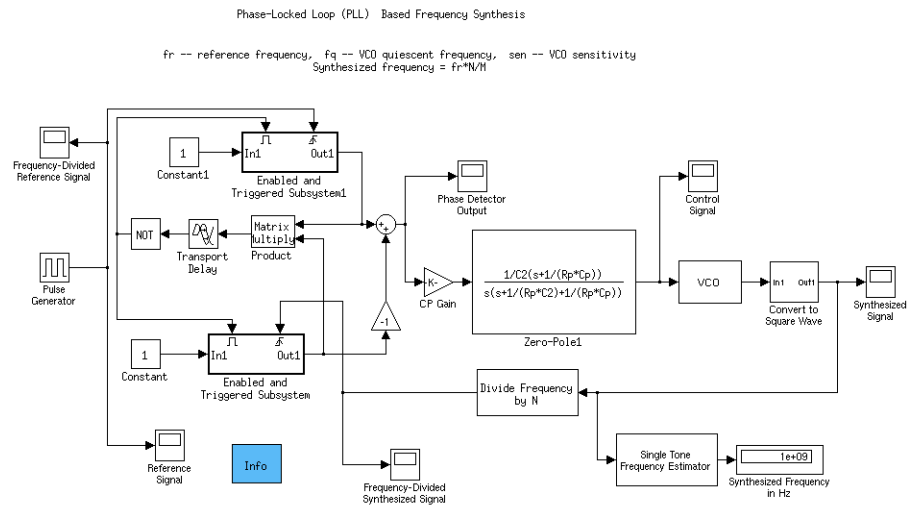 Phase-Locked Loop (PLL) Based Frequency Synthesis
fr -- reference frequency, fq -- VCO quiescent frequency, sen -- VCO sensitivity
Synthesized frequency = fr*N/M
Frequency-Divided
Reference Signal
1
Constant1
In1
Out1
Enabled and
Triggered Subsystem1
Phase Detector
Output
Control
Signal
NOT
Transport
Delay
Matrix
Multiply
Product
Pulse
Generator
-K-
CP Gain
1/C2(s+1/(Rp*Cp))
s(s+1/(Rp*C2)+1/(Rp*Cp))
Zero-Pole1
VCO
In1
Out1
Convert to
Square Wave
Synthesized
Signal
-1
1
Constant
In1
Out1
Enabled and
Triggered Subsystem
Divide Frequency
by N
Reference
Signal
Info
Frequency-Divided
Synthesized Signal
Single Tone
Frequency Estimator
1e+09
Synthesized Frequency
in Hz